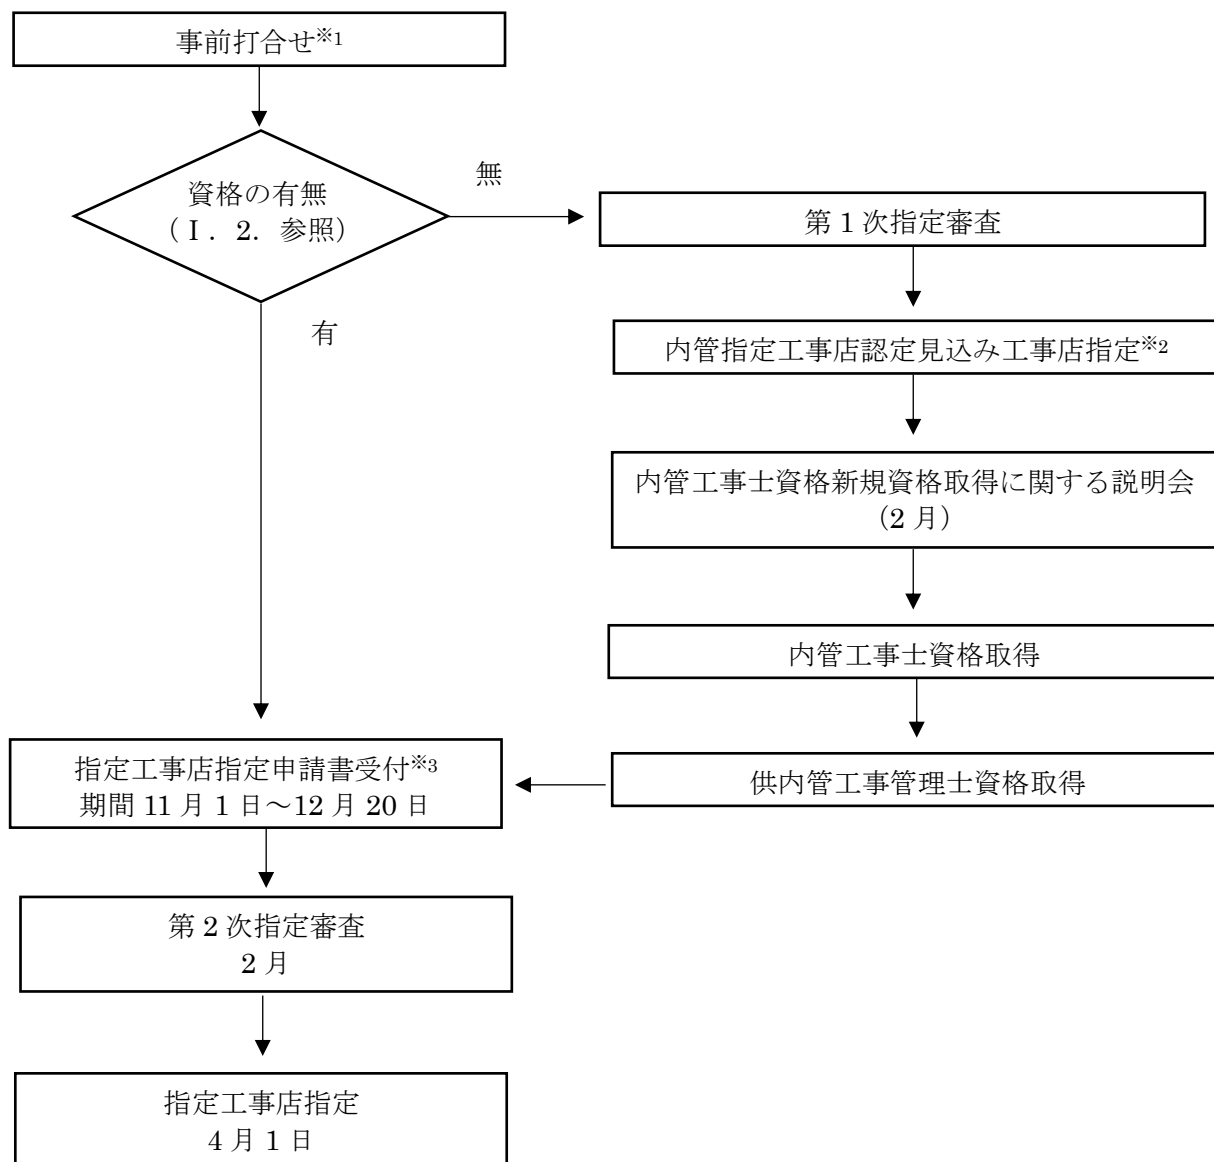 事前打合せ※1
資格の有無
（Ⅰ．2．参照）
無
有
第 1 次指定審査
内管指定工事店認定見込み工事店指定※2
内管工事士資格新規資格取得に関する説明会
（2 月）
内管工事士資格取得
供内管工事管理士資格取得
指定工事店指定申請書受付※3
期間 11 月 1 日～12 月 20 日
第 2 次指定審査
2 月
指定工事店指定
4 月 1 日